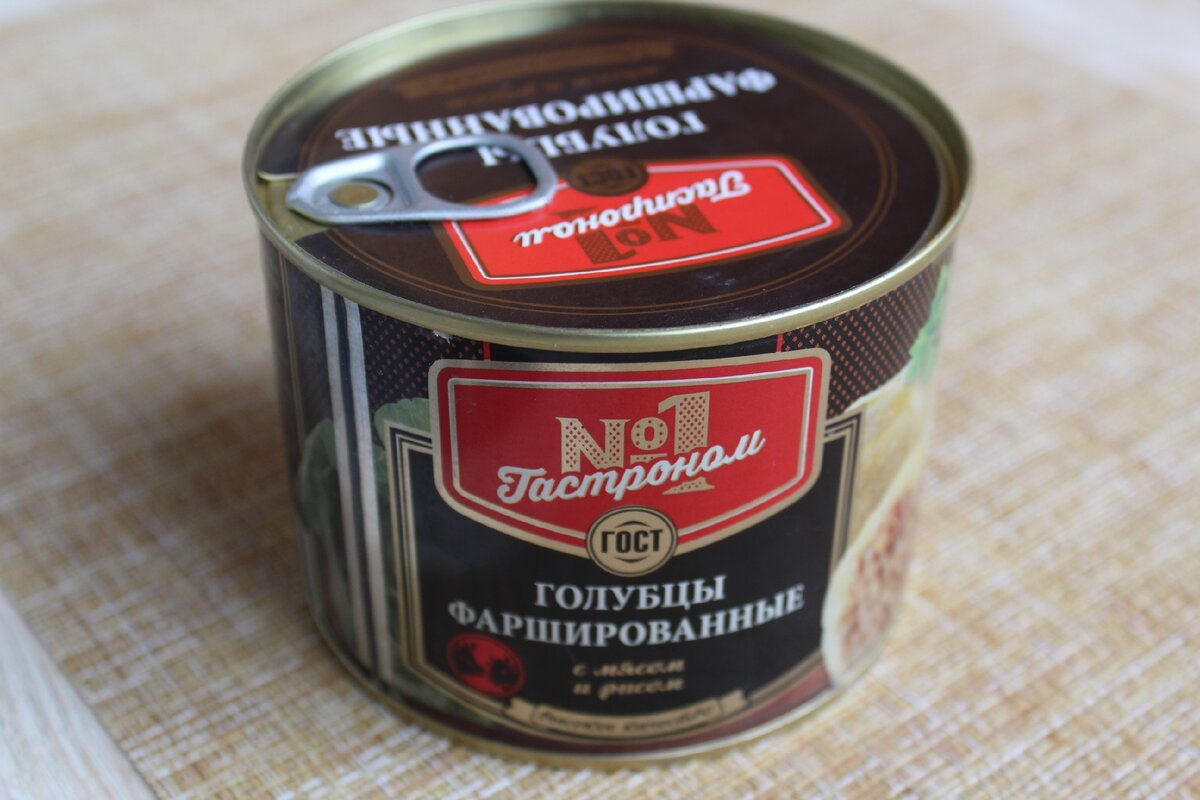 ФАРШИРОВАННЫЕ
ГОЛУБЦЫ
ГОСТ
Гастроном
№1
№1
Гастроном
ГОСТ
ГОЛУБЦЫ
ФАРШИРОВАННЫЕ
с мясом
и рисом